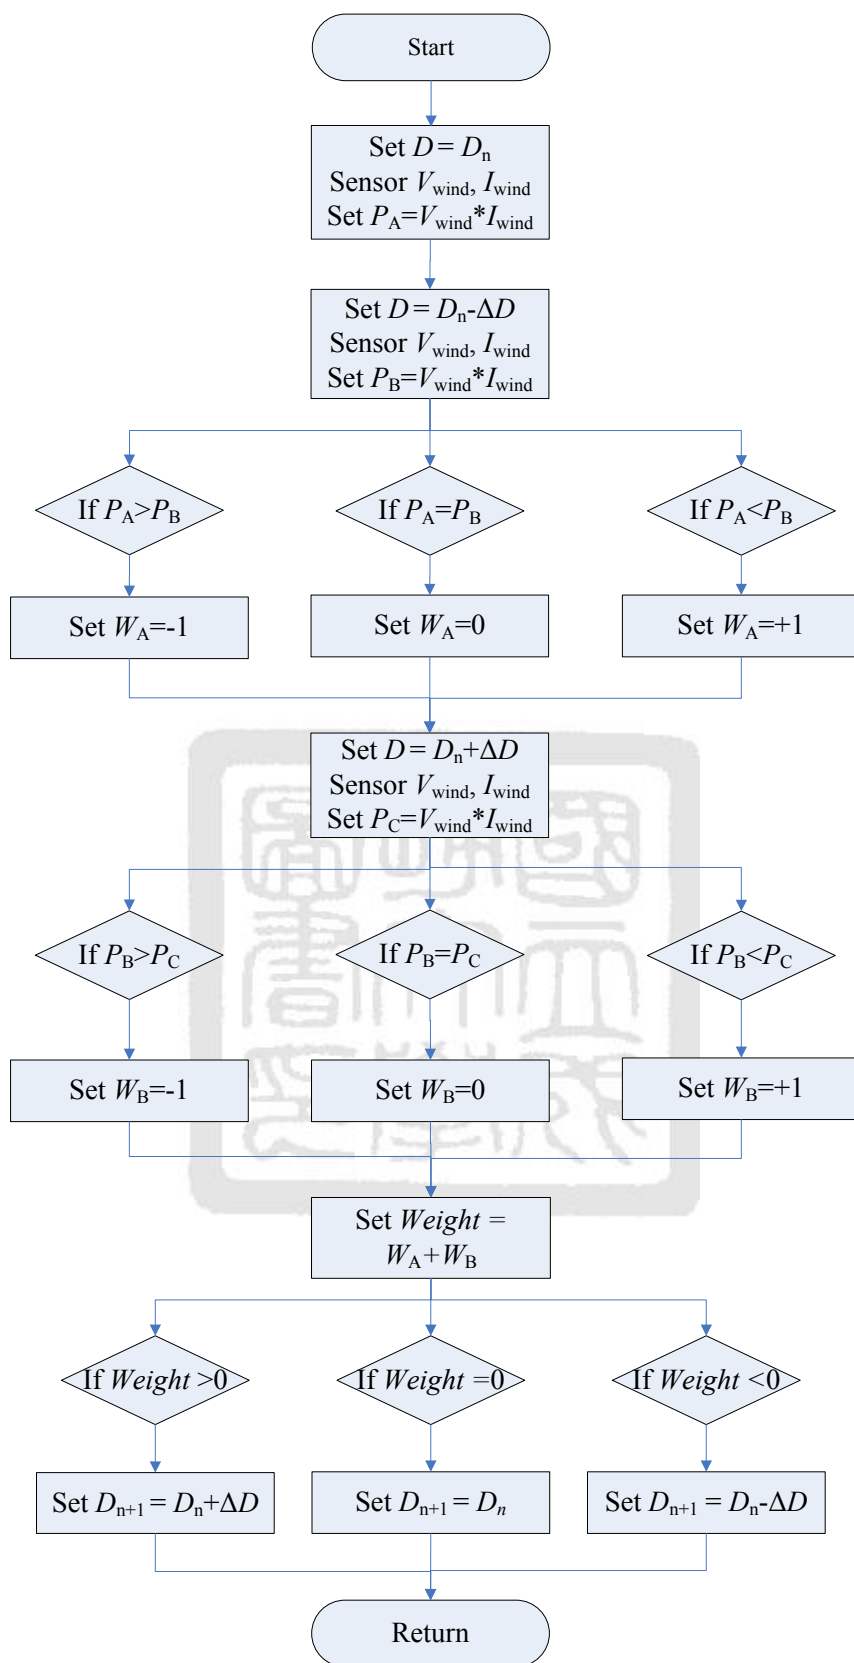 Start
Set D = Dn
Sensor Vwind, Iwind
Set PA=Vwind*Iwind
Set D = Dn-ΔD
Sensor Vwind, Iwind
Set PB=Vwind*Iwind
If PA>PB
If PA=PB
If PA<PB
Set WA=-1
Set WA=0
Set WA=+1
Set D = Dn+ΔD
Sensor Vwind, Iwind
Set PC=Vwind*Iwind
If PB>PC
If PB=PC
If PB<PC
Set WB=-1
Set WB=0
Set WB=+1
Set Weight =
WA+WB
If Weight >0
If Weight =0
If Weight <0
Set Dn+1 = Dn+ΔD
Set Dn+1 = Dn
Set Dn+1 = Dn-ΔD
Return